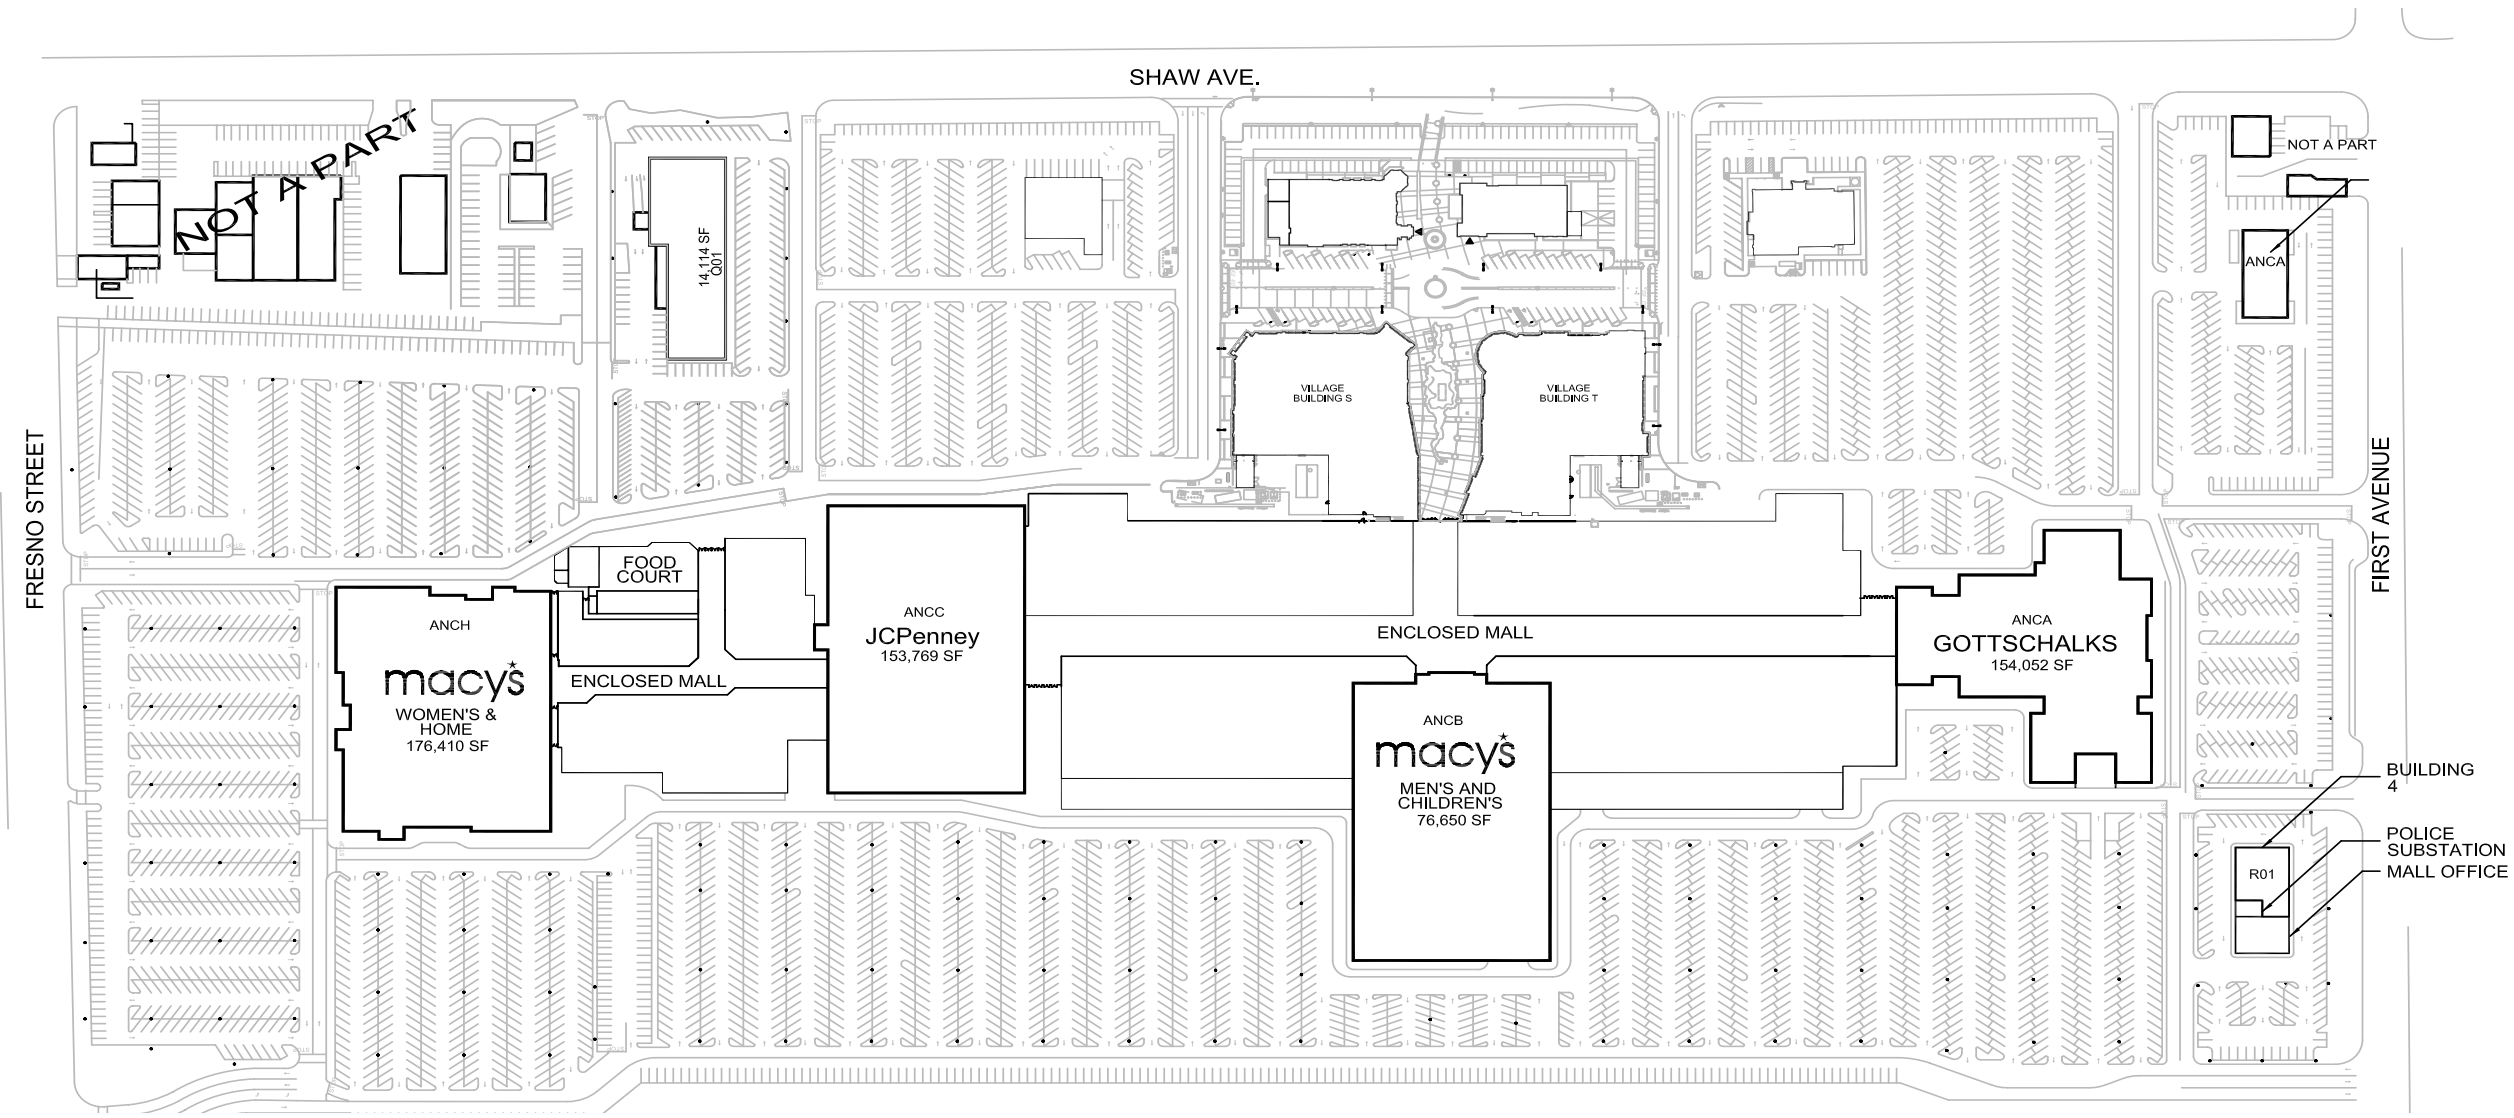 SHAW AVE.
NOT A PART
NOT A PART
14,114 SF
Q01
ANCA
VILLAGE
BUILDING S
VILLAGE
BUILDING T
FRESNO STREET
FIRST AVENUE
FOOD
COURT
ANCH
macy's
WOMEN'S &
HOME
176,410 SF
ENCLOSED MALL
ANCC
JCPenney
153,769 SF
ENCLOSED MALL
ANCB
macy's
MEN'S AND
CHILDREN'S
76,650 SF
ANCA
GOTTSCHALKS
154,052 SF
BUILDING
4
POLICE
SUBSTATION
MALL OFFICE
R01